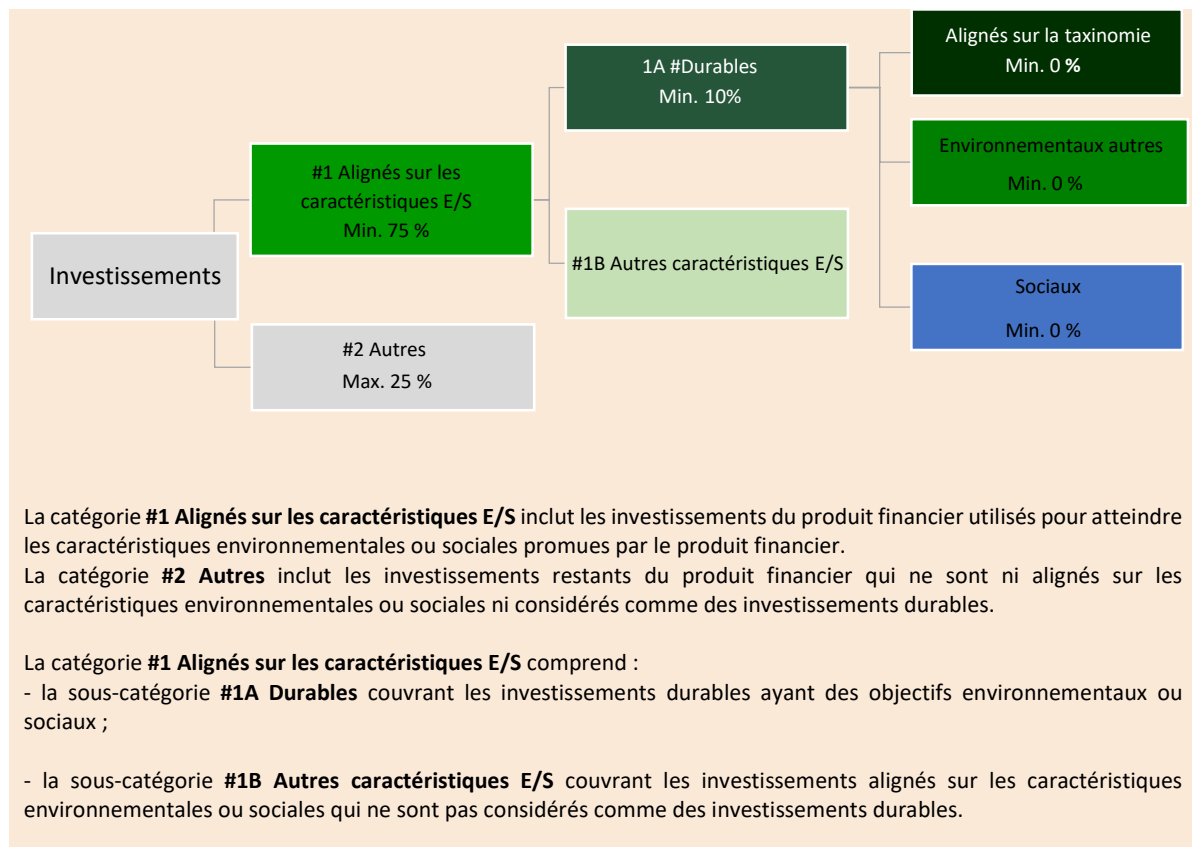 Alignés sur la taxinomie
Min. 0 %
1A #Durables
Min. 10%
Environnementaux autres
Min. 0 %
#1 Alignés sur les
caractéristiques E/S
Min. 75 %
#1B Autres caractéristiques E/S
Investissements
Sociaux
Min. 0 %
#2 Autres
Max. 25 %
La catégorie #1 Alignés sur les caractéristiques E/S inclut les investissements du produit financier utilisés pour atteindre
les caractéristiques environnementales ou sociales promues par le produit financier.
La catégorie #2 Autres inclut les investissements restants du produit financier qui ne sont ni alignés sur les
caractéristiques environnementales ou sociales ni considérés comme des investissements durables.
La catégorie #1 Alignés sur les caractéristiques E/S comprend :
- la sous-catégorie #1A Durables couvrant les investissements durables ayant des objectifs environnementaux ou
sociaux ;
- la sous-catégorie #1B Autres caractéristiques E/S couvrant les investissements alignés sur les caractéristiques
environnementales ou sociales qui ne sont pas considérés comme des investissements durables.